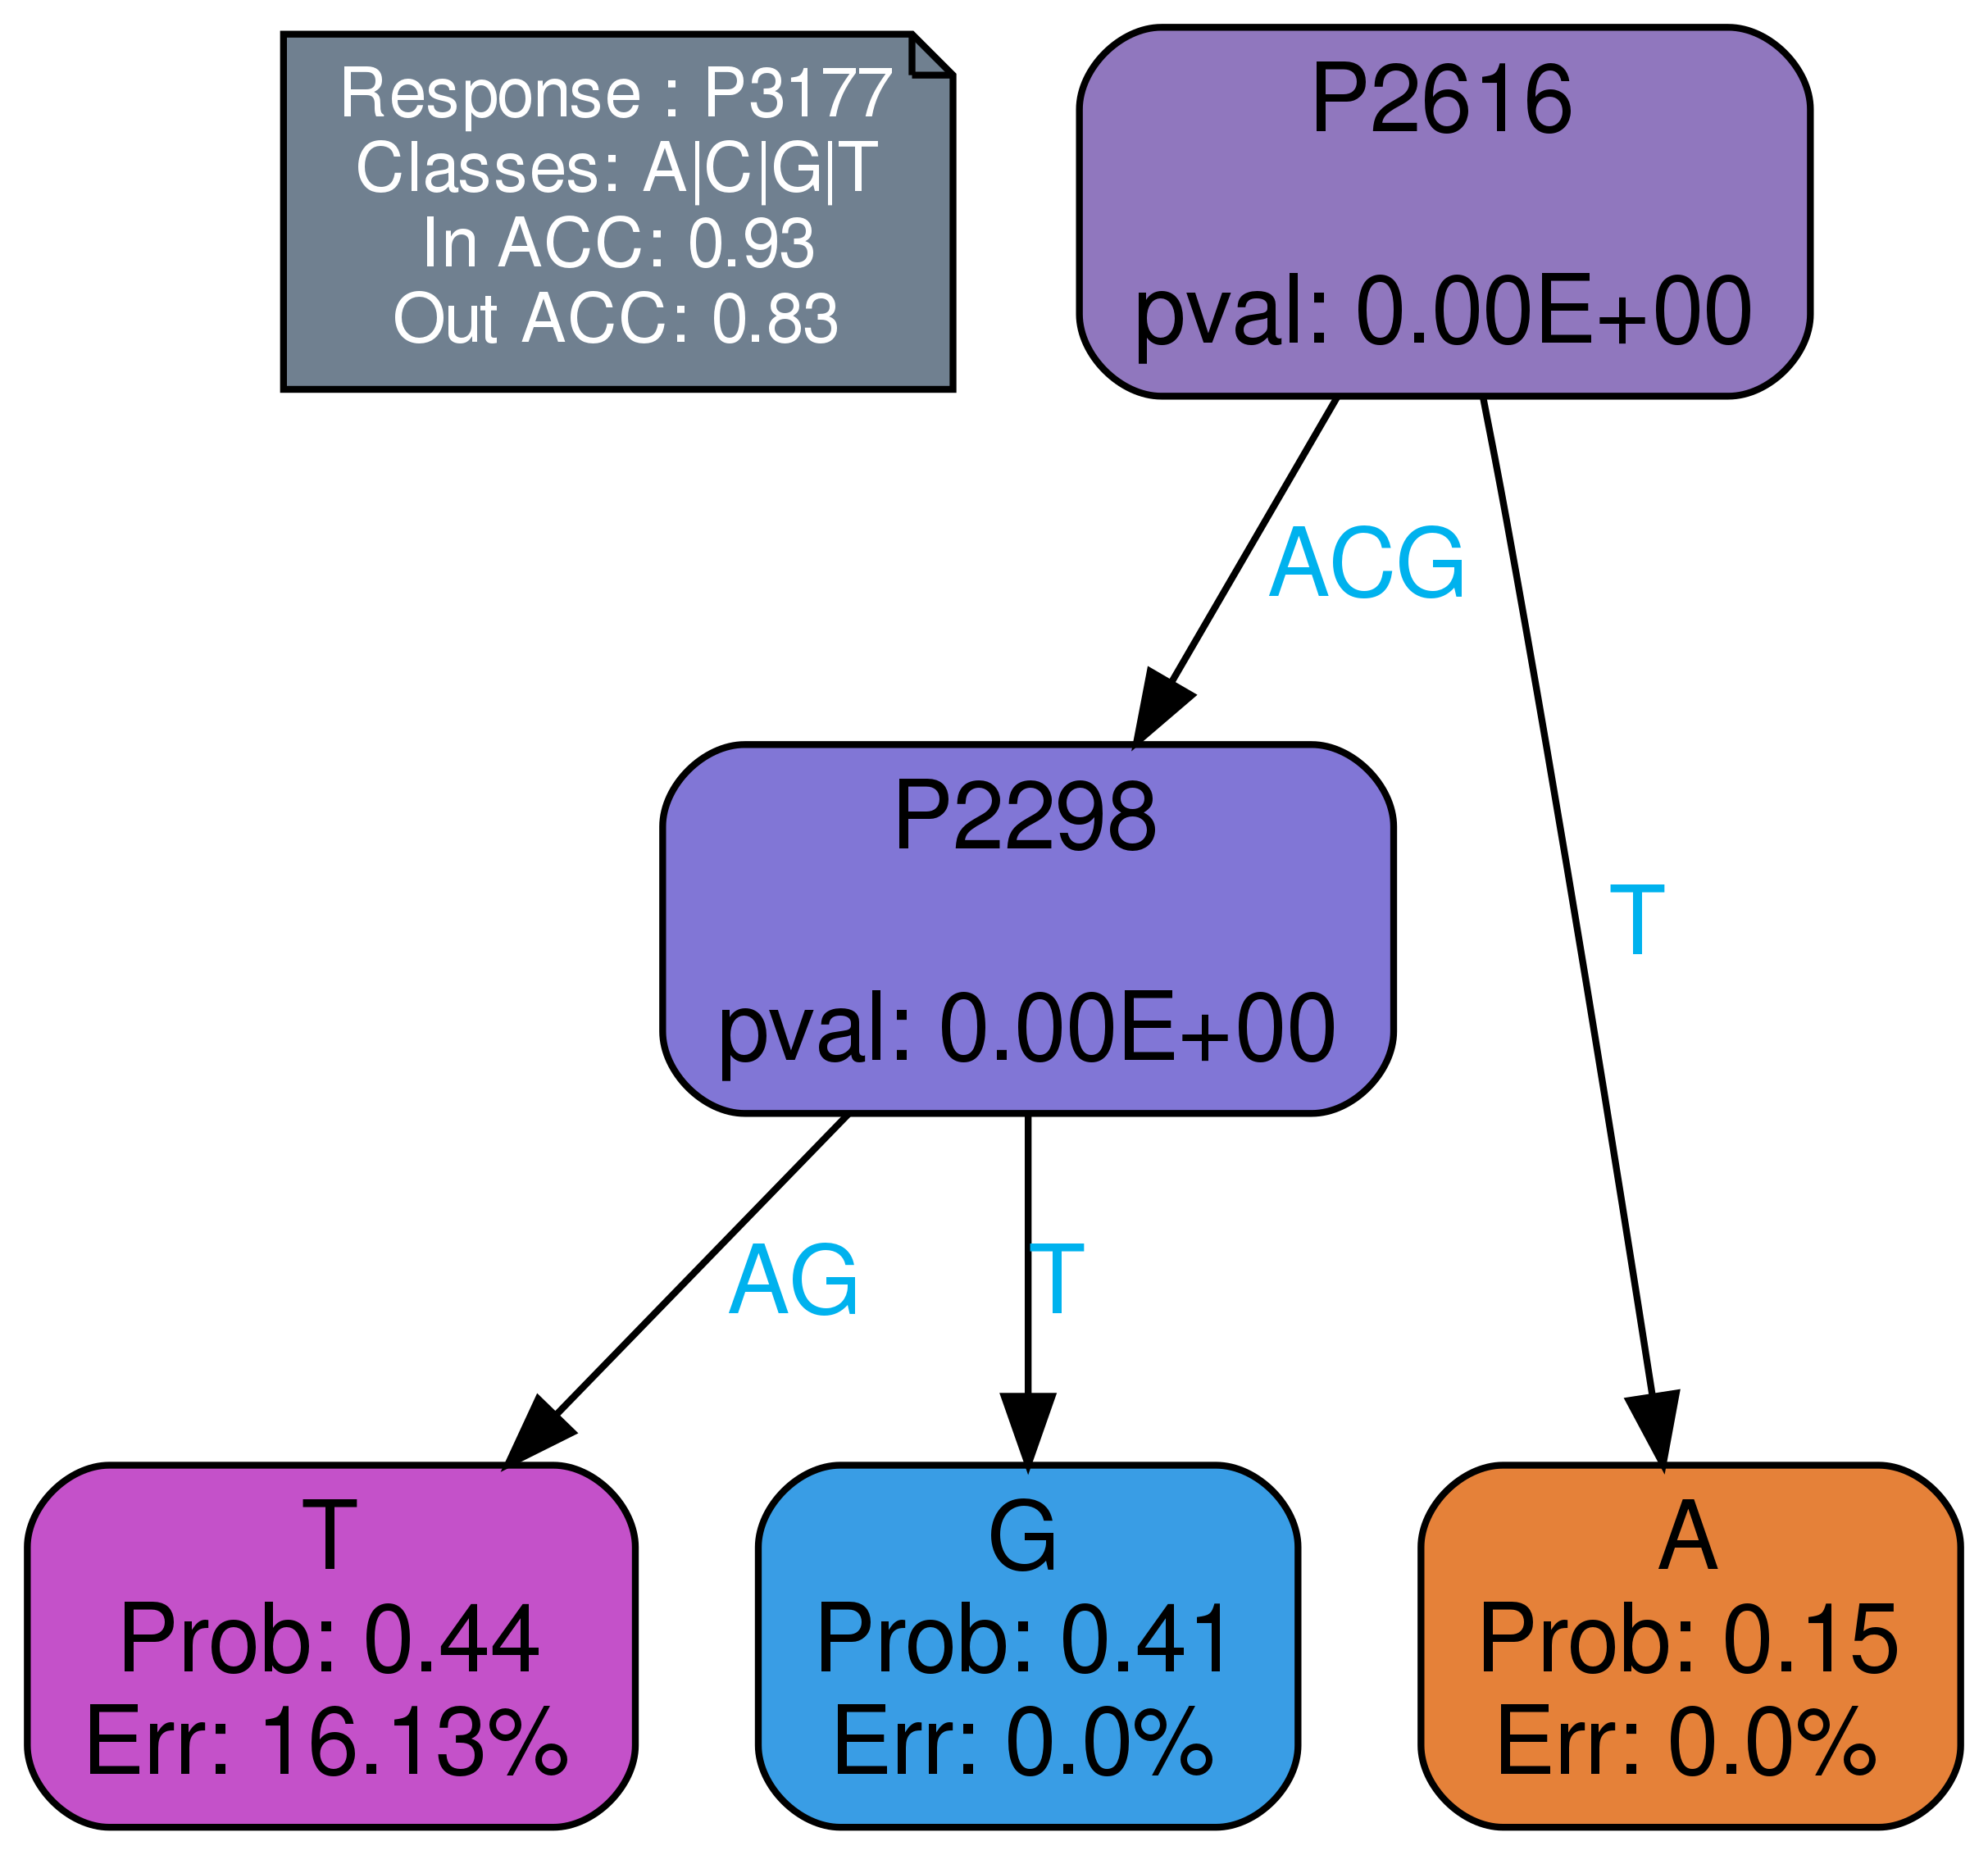 Response : P3177
Classes: A|C|G|T
In ACC: 0.93
Out ACC: 0.83
P2616
pval: 0.00E+00
ACG
T
P2298
pval: 0.00E+00
AG
T
T
Prob: 0.44
Err: 16.13%
G
Prob: 0.41
Err: 0.0%
A
Prob: 0.15
Err: 0.0%